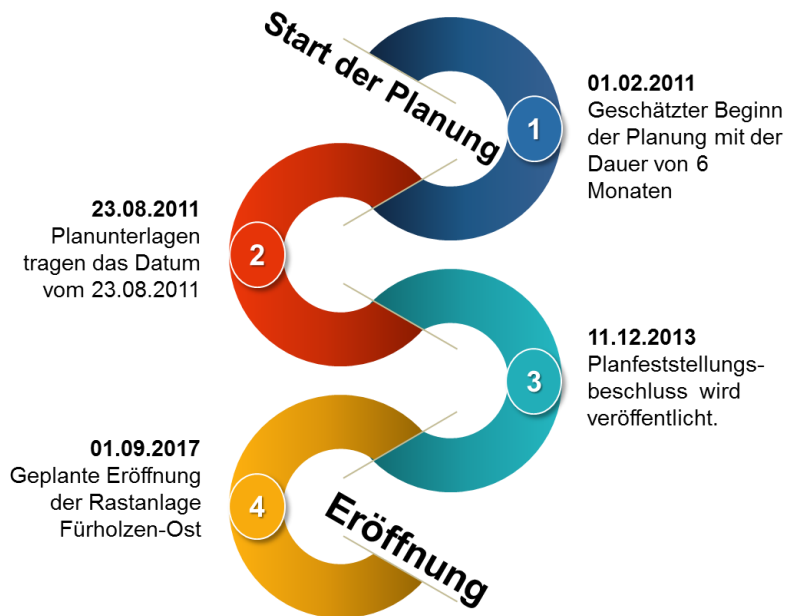 Start der Planung
1
01.02.2011
Geschätzter Beginn
der Planung mit der
Dauer von 6
Monaten
23.08.2011
Planunterlagen
tragen das Datum
vom 23.08.2011
2
11.12.2013
Planfeststellungs-
beschluss wird
veröffentlicht.
3
01.09.2017
Geplante Eröffnung
der Rastanlage
Fürholzen-Ost
4
Eröffnung